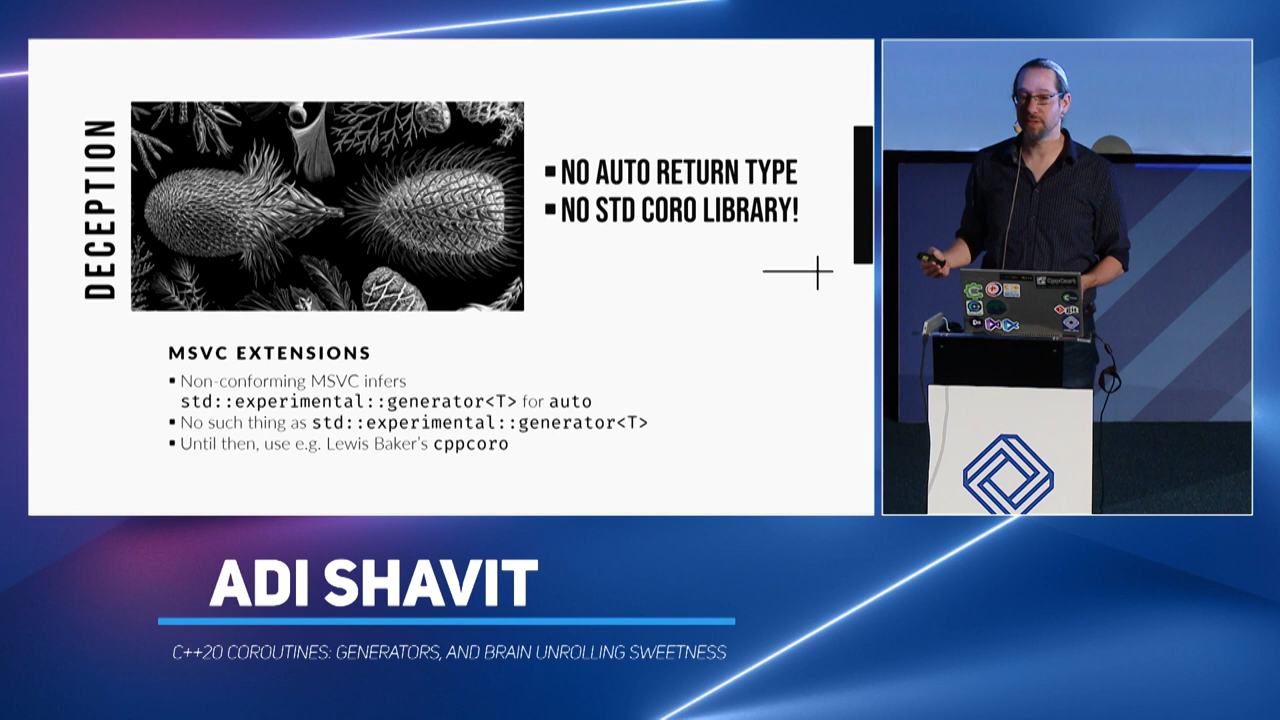 DECEPTION
▪ NO AUTO RETURN TYPE
▪ NO STD CORO LIBRARY!
MSVC EXTENSIONS
▪ Non-conforming MSVC infers
std::experimental::generator<T> for auto
▪ No such thing as std::experimental::generator<T>
▪ Until then, use e.g. Lewis Baker's cppcoro
ADI SHAVIT
C++20 COROUTINES: GENERATORS, AND BRAIN UNROLLING SWEETNESS